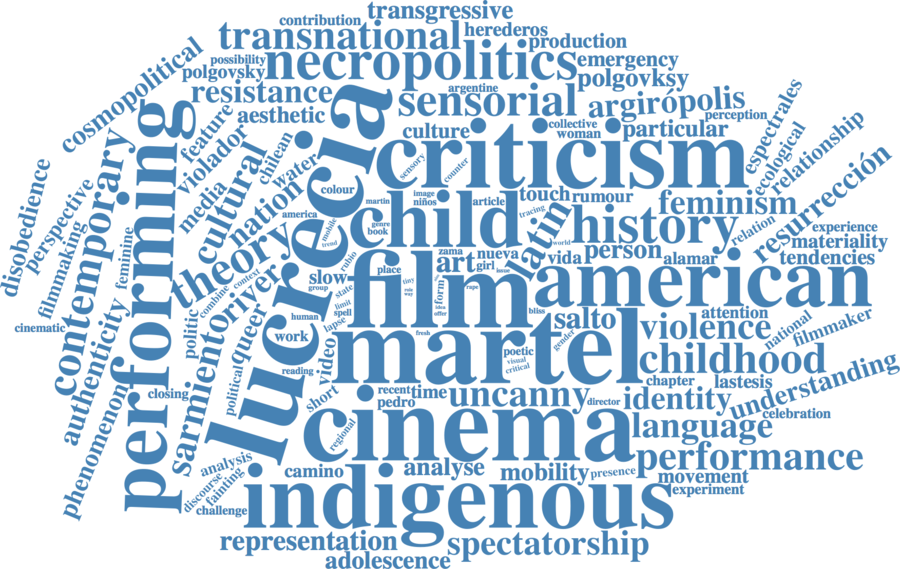 transgressive
contribution
transnational
herederos
production
possibility
necropolitics
emergency
polgovsky
polgovksy
resistance
argentine
sensorial
argirópolis
aesthetic
perception
cosmopolitical
culture
collective
woman
particular
espectrales
feature
violador
chilean
criticism
ecological
relationship
water
sensory
counter
media
cultural
nation
colour
martin
image
niños
article
touch
rumour
feminism
resurrección
disobedience
perspective
filmmaking
contemporary
feminine
performing
america
genre
book
child
tracing
latin
history
relation
experience
materiality
tendencies
theory
lucrecia
trouble
trend
rubio
zama
nueva
world
vida
person
alamar
context
combine
slow
group
place
art
girl
issue
american
film
tiny
role
way
form
idea
offer
rape
bliss
slate
limit
spell
lapse
human
cinematic
authenticity
politic
sarmiento
river
queer
work
fresh
martel
salto
gender
attention
violence
national
filmmaker
political
video
reading
poetic
visual
critical
childhood
closing
phenomenon
short
recent
time
pedro
uncanny
director
chapter
lastesis
identity
understanding
celebration
regional
cinema
language
analysis
discourse
fainting
challenge
camino
analyse
mobility
presence
performance
movement
experiment
indigenous
representation
spectatorship
adolescence